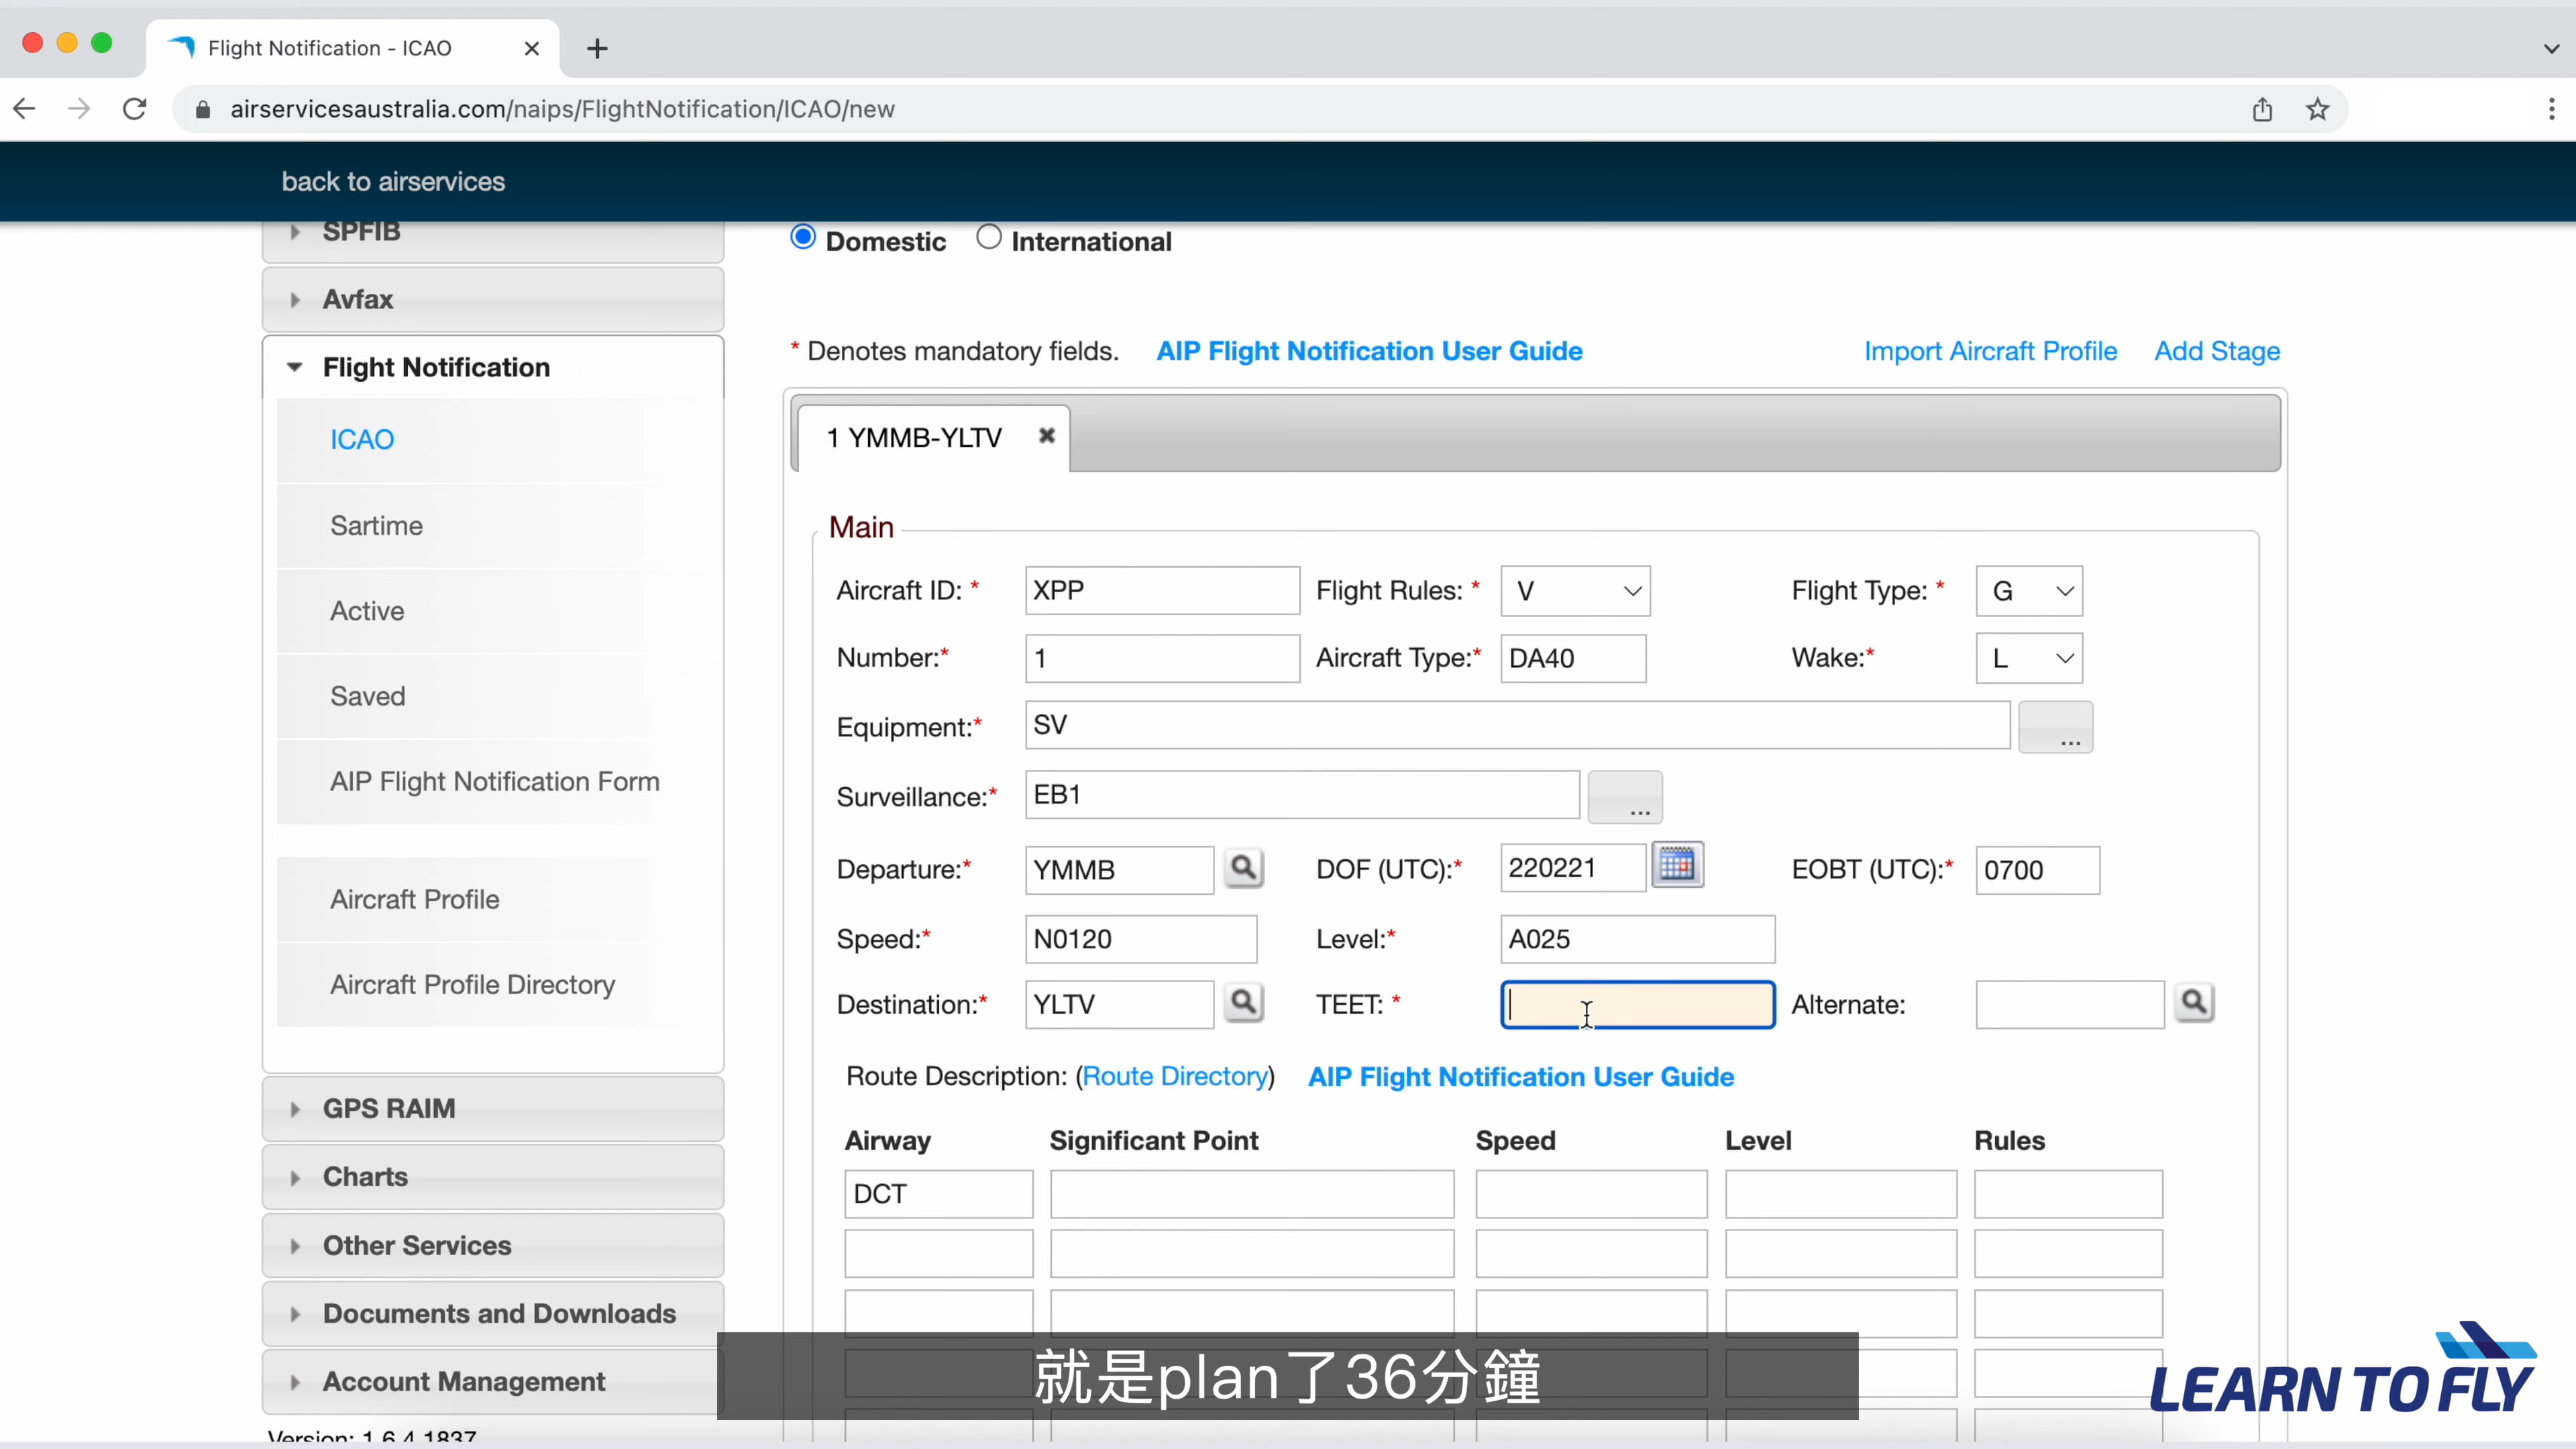 Flight Notification - ICAO
airservicesaustralia.com/naips/FlightNotification/ICAO/new
back to airservices
SPFIB
Avfax
Flight Notification
ICAO
Sartime
Active
Saved
AIP Flight Notification Form
Aircraft Profile
Aircraft Profile Directory
GPS RAIM
Charts
Other Services
Documents and Downloads
Account Management
Version: 1.6.4.1837
Domestic International
* Denotes mandatory fields. AIP Flight Notification User Guide Import Aircraft Profile Add Stage
1 YMMB-YLTV
Main
Aircraft ID: * XPP Flight Rules: * V Flight Type: * G
Number:* 1 Aircraft Type:* DA40 Wake:* L
Equipment:* SV ...
Surveillance:* EB1 ...
Departure:* YMMB DOF (UTC):* 220221 EOBT (UTC):* 0700
Speed:* N0120 Level:* A025
Destination:* YLTV TEET: * Alternate:
Route Description: (Route Directory) AIP Flight Notification User Guide
Airway Significant Point Speed Level Rules
DCT
就是plan了36分鐘
LEARN TO FLY